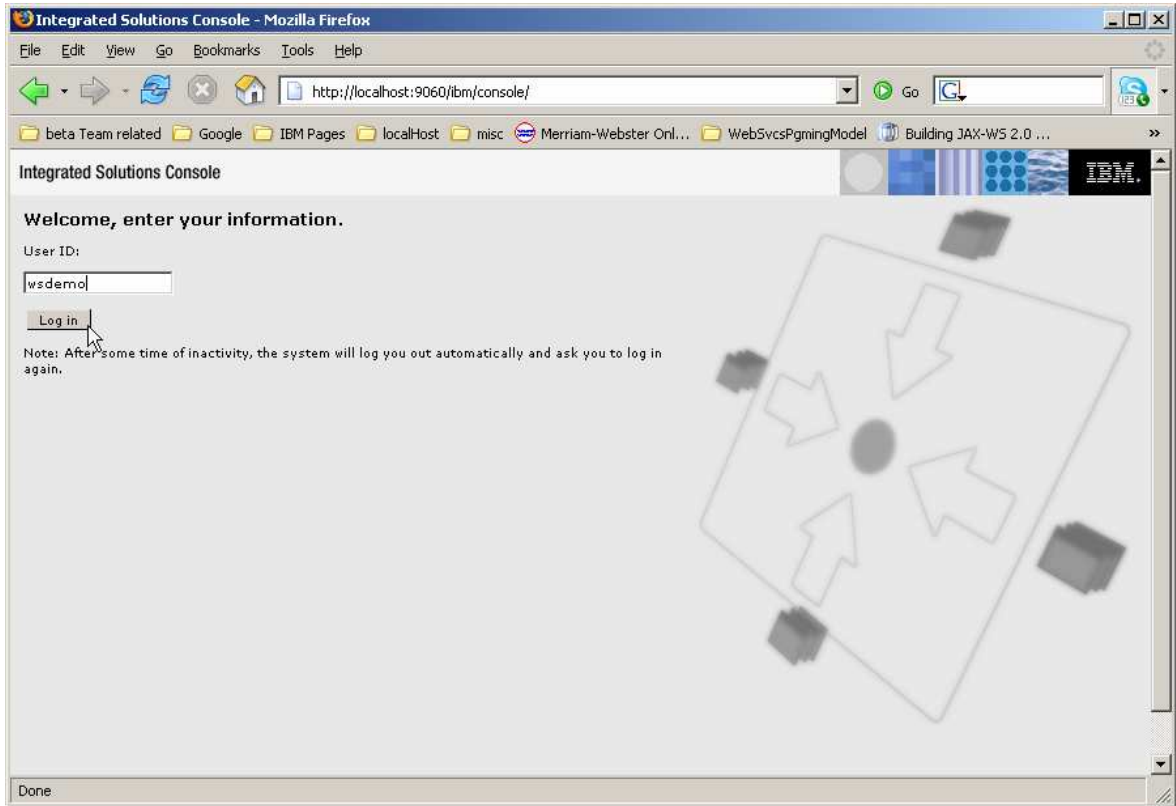 Integrated Solutions Console - Mozilla Firefox
File Edit View Go Bookmarks Tools Help
http://localhost:9060/ibm/console/ Go G
beta Team related Google IBM Pages localHost misc Merriam-Webster Onl... WebSvcsPgmingModel Building JAX-WS 2.0 ... »
Integrated Solutions Console IBM.
Welcome, enter your information.
User ID:
wsdemo
Log in
Note: After some time of inactivity, the system will log you out automatically and ask you to log in
again.
Done